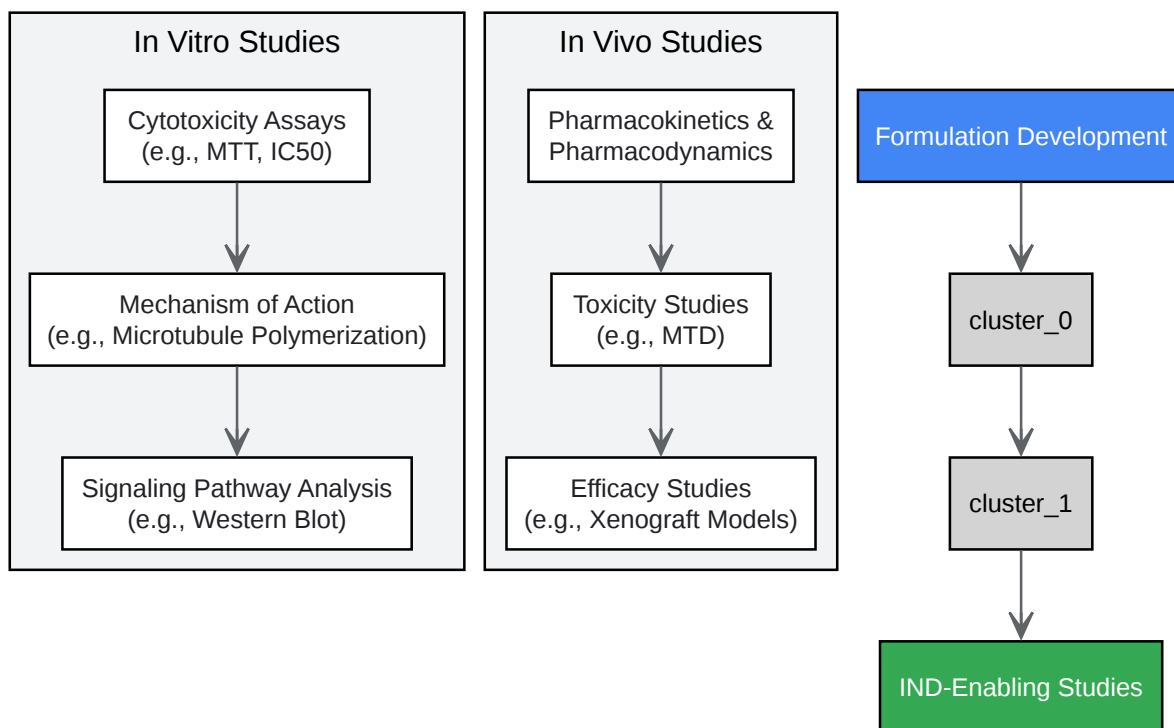 In Vitro Studies
Cytotoxicity Assays
(e.g., MTT, IC50)
Mechanism of Action
(e.g., Microtubule Polymerization)
Signaling Pathway Analysis
(e.g., Western Blot)
In Vivo Studies
Pharmacokinetics &
Pharmacodynamics
Toxicity Studies
(e.g., MTD)
Efficacy Studies
(e.g., Xenograft Models)
Formulation Development
cluster_0
cluster_1
IND-Enabling Studies